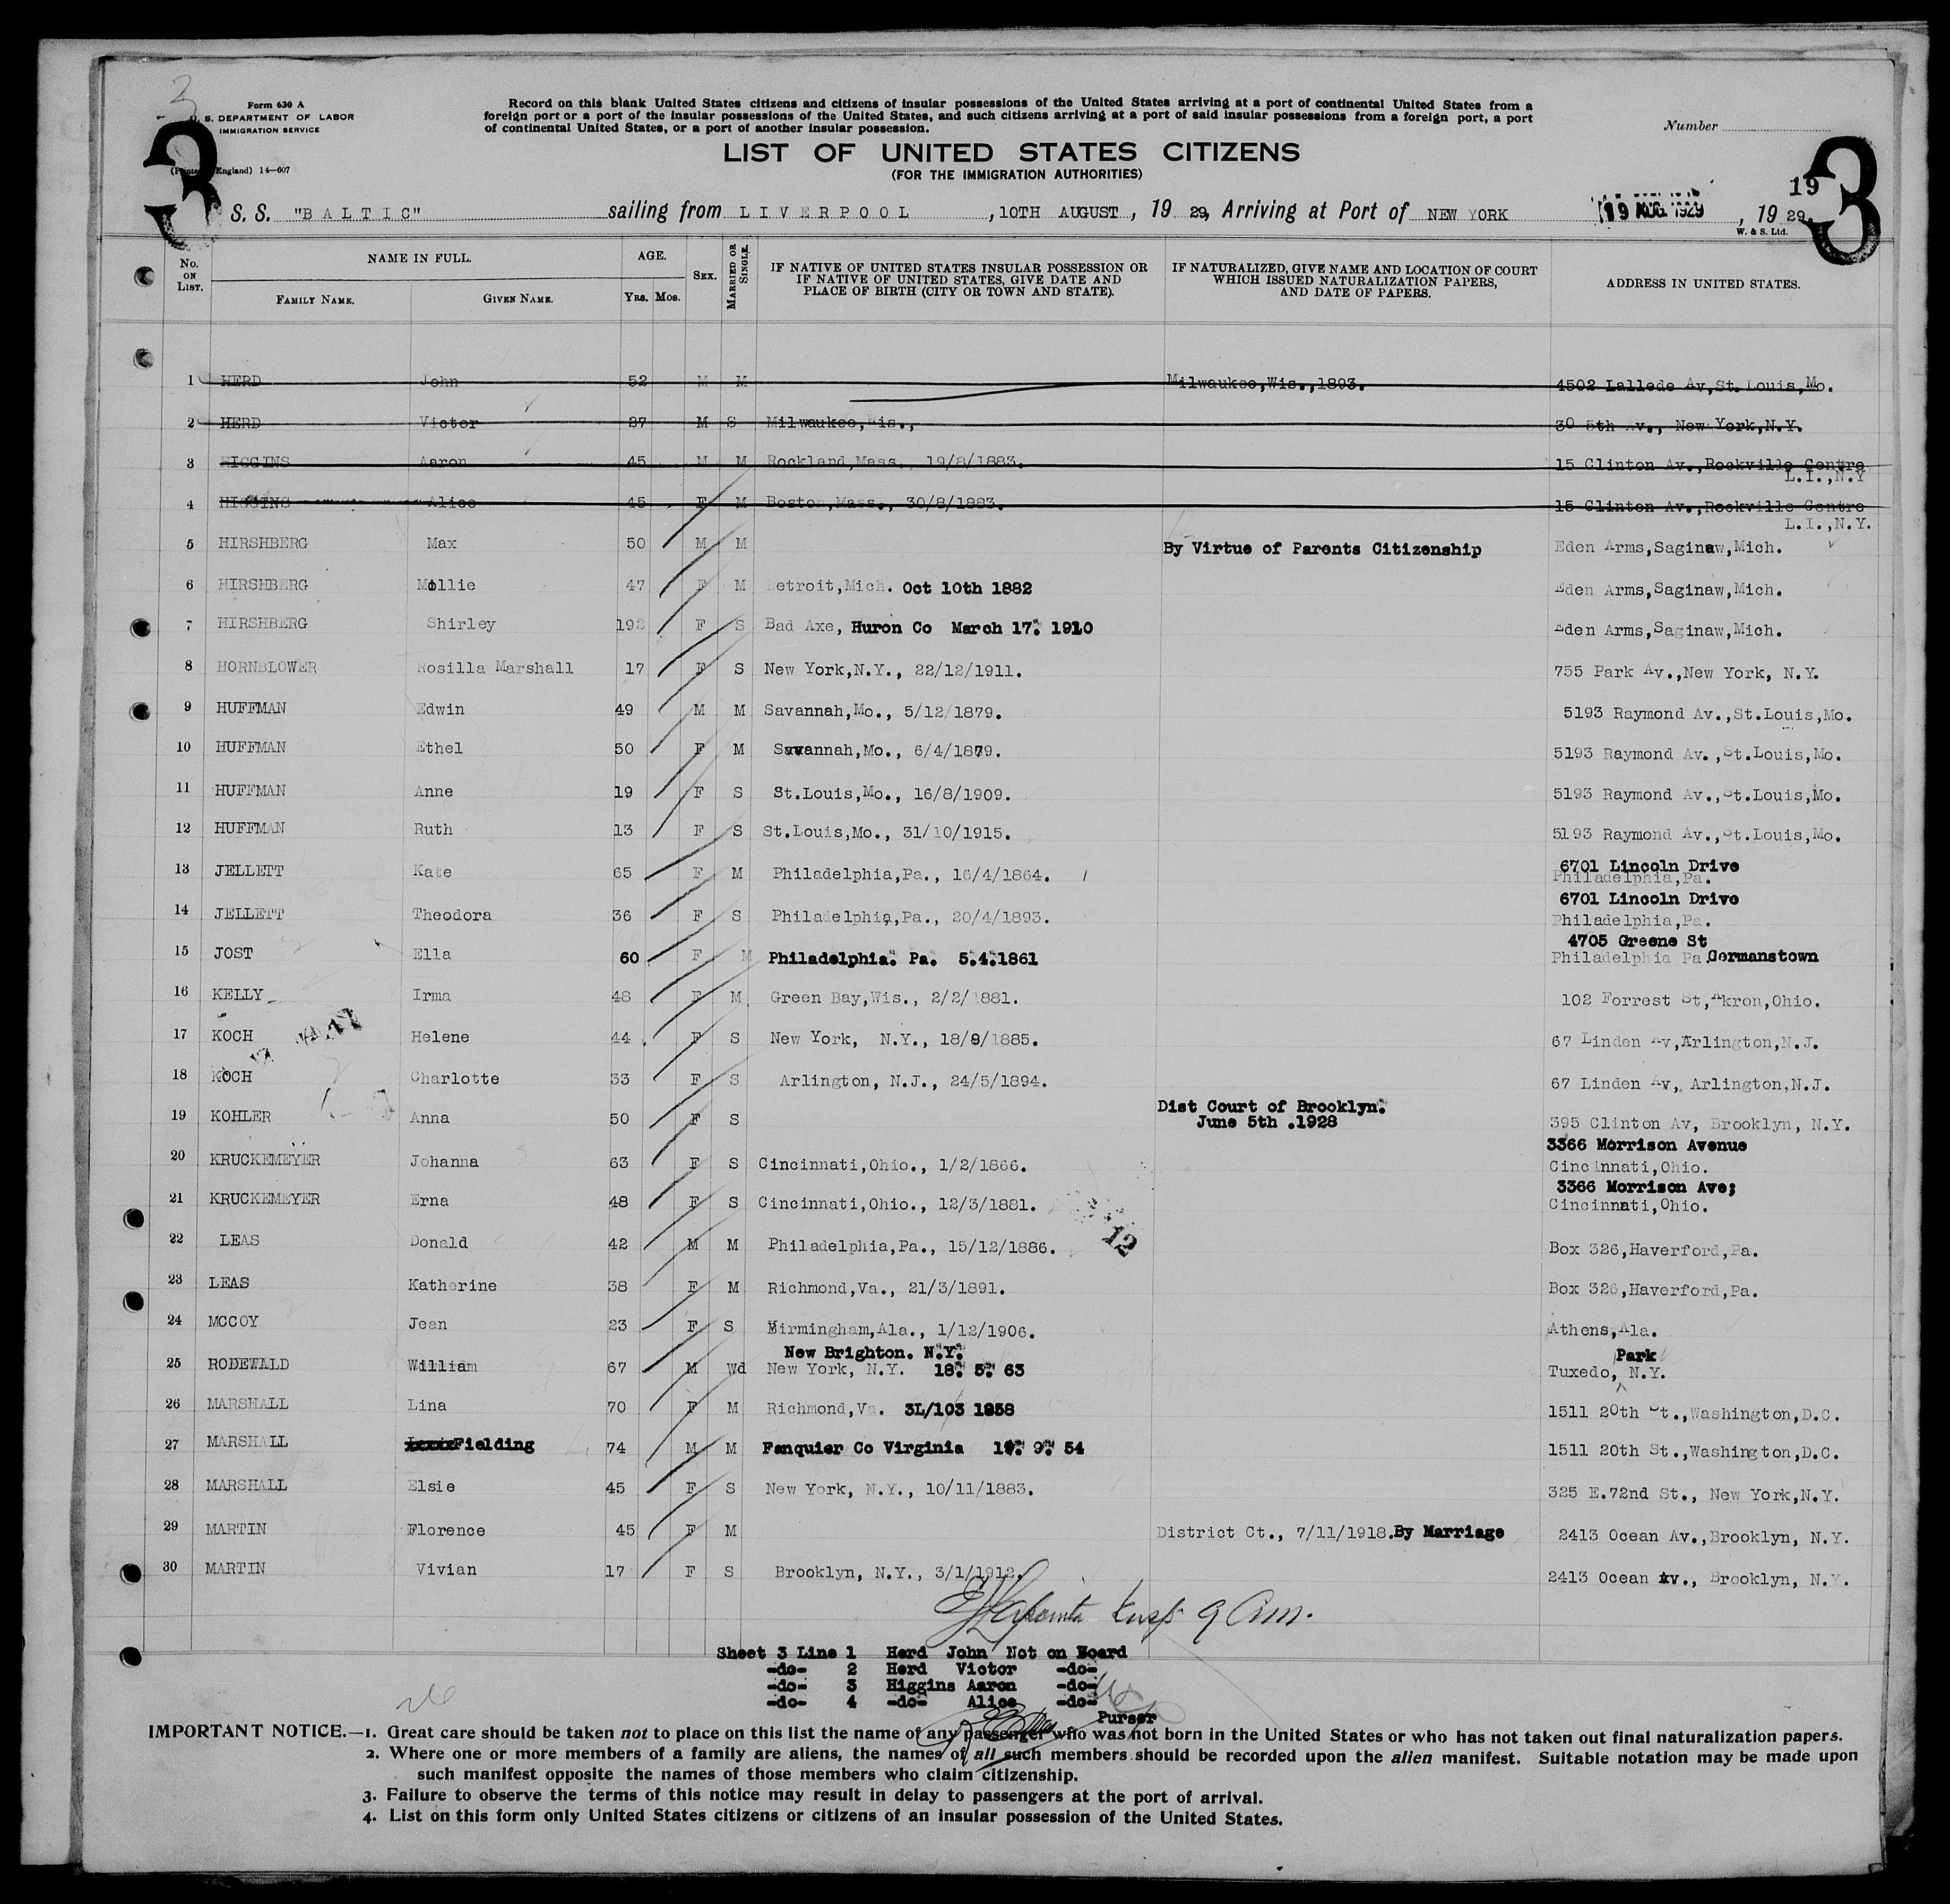 3
Form 630 A
U. S. DEPARTMENT OF LABOR
IMMIGRATION SERVICE
(Printed England) 14—607
3
Record on this blank United States citizens and citizens of insular possessions of the United States arriving at a port of continental United States from a
foreign port or a port of the insular possessions of the United States, and such citizens arriving at a port of said insular possessions from a foreign port, a port
of continental United States, or a port of another insular possession.
Number
LIST OF UNITED STATES CITIZENS
(FOR THE IMMIGRATION AUTHORITIES)
19
3
S. S. "BALTIC" sailing from LIVERPOOL, 10TH AUGUST, 19 29, Arriving at Port of NEW YORK 19 AUG 1929, 19 29.
W. & S. Ltd.
No. ON LIST. NAME IN FULL. FAMILY NAME. GIVEN NAME. AGE. YRS. MOS. SEX. MARRIED OR SINGLE. IF NATIVE OF UNITED STATES INSULAR POSSESSION OR IF NATIVE OF UNITED STATES, GIVE DATE AND PLACE OF BIRTH (CITY OR TOWN AND STATE). IF NATURALIZED, GIVE NAME AND LOCATION OF COURT WHICH ISSUED NATURALIZATION PAPERS, AND DATE OF PAPERS. ADDRESS IN UNITED STATES.
1 HERD John 52 M M Milwaukee,Wis.,1893. 4502 Lallede Av,St.Louis,Mo.
2 HERD Victor 27 M S Milwaukee,Wis., 30 5th Av., New York,N.Y.
3 HIGGINS Aaron 45 M M Rockland,Mass., 19/8/1883. 15 Clinton Av.,Rockville Centre
L.I.,N.Y
4 HIGGINS Alice 45 F M Boston,Mass., 30/8/1883. 15 Clinton Av.,Rockville Centre
L.I.,N.Y.
5 HIRSHBERG Max 50 M M By Virtue of Parents Citizenship Eden Arms,Saginaw,Mich.
6 HIRSHBERG Mollie 47 F M Detroit,Mich. Oct 10th 1882 Eden Arms,Saginaw,Mich.
7 HIRSHBERG Shirley 19 F S Bad Axe, Huron Co March 17. 1910 Eden Arms,Saginaw,Mich.
8 HORNBLOWER Rosilla Marshall 17 F S New York,N.Y., 22/12/1911. 755 Park Av.,New York, N.Y.
9 HUFFMAN Edwin 49 M M Savannah,Mo., 5/12/1879. 5193 Raymond Av.,St.Louis,Mo.
10 HUFFMAN Ethel 50 F M Savannah,Mo., 6/4/1879. 5193 Raymond Av.,St.Louis,Mo.
11 HUFFMAN Anne 19 F S St.Louis,Mo., 16/8/1909. 5193 Raymond Av.,St.Louis,Mo.
12 HUFFMAN Ruth 13 F S St.Louis,Mo., 31/10/1915. 5193 Raymond Av.,St.Louis,Mo.
13 JELLETT Kate 65 F M Philadelphia,Pa., 16/4/1864. 6701 Lincoln Drive
Philadelphia,Pa.
14 JELLETT Theodora 36 F S Philadelphia,Pa., 20/4/1893. 6701 Lincoln Drive
Philadelphia,Pa.
15 JOST Ella 60 F M Philadelphia. Pa. 5.4.1861 4705 Greene St
Philadelphia Pa Germanstown
16 KELLY Irma 48 F M Green Bay,Wis., 2/2/1881. 102 Forrest St,Akron,Ohio.
17 KOCH Helene 44 F S New York, N.Y., 18/8/1885. 67 Linden Av,Arlington,N.J.
18 KOCH Charlotte 33 F S Arlington, N.J., 24/5/1894. 67 Linden Av, Arlington,N.J.
19 KOHLER Anna 50 F S Dist Court of Brooklyn.
June 5th .1928 395 Clinton Av, Brooklyn, N.Y.
20 KRUCKEMEYER Johanna 63 F S Cincinnati,Ohio., 1/2/1866. 3366 Morrison Avenue
Cincinnati,Ohio.
21 KRUCKEMEYER Erna 48 F S Cincinnati,Ohio., 12/3/1881. 3366 Morrison Ave;
Cincinnati,Ohio.
12
22 LEAS Donald 42 M M Philadelphia,Pa., 15/12/1886. Box 326,Haverford,Pa.
23 LEAS Katherine 38 F M Richmond,Va., 21/3/1891. Box 326,Haverford,Pa.
24 MCCOY Jean 23 F S Birmingham,Ala., 1/12/1906. Athens,Ala.
25 RODEWALD William 67 M Wd New Brighton. N.Y.
New York, N.Y. 18. 5. 63 Park
Tuxedo, N.Y.
26 MARSHALL Lina 70 F M Richmond,Va. 3L/103 1858 1511 20th St.,Washington,D.C.
27 MARSHALL Fielding 74 M M Fanquier Co Virginia 9. 54 1511 20th St.,Washington,D.C.
28 MARSHALL Elsie 45 F S New York, N.Y., 10/11/1883. 325 E.72nd St., New York,N.Y.
29 MARTIN Florence 45 F M District Ct., 7/11/1918.By Marriage 2413 Ocean Av.,Brooklyn, N.Y.
30 MARTIN Vivian 17 F S Brooklyn, N.Y., 3/1/1912. 2413 Ocean Av., Brooklyn, N.Y.
Sheet 3 Line 1 Herd John Not on Board
-do- 2 Herd Victor -do-
-do- 3 Higgins Aaron -do-
-do- 4 -do- Alice -do-
Purser
IMPORTANT NOTICE.—1. Great care should be taken not to place on this list the name of any passenger who was not born in the United States or who has not taken out final naturalization papers.
2. Where one or more members of a family are aliens, the names of all such members should be recorded upon the alien manifest. Suitable notation may be made upon
such manifest opposite the names of those members who claim citizenship.
3. Failure to observe the terms of this notice may result in delay to passengers at the port of arrival.
4. List on this form only United States citizens or citizens of an insular possession of the United States.